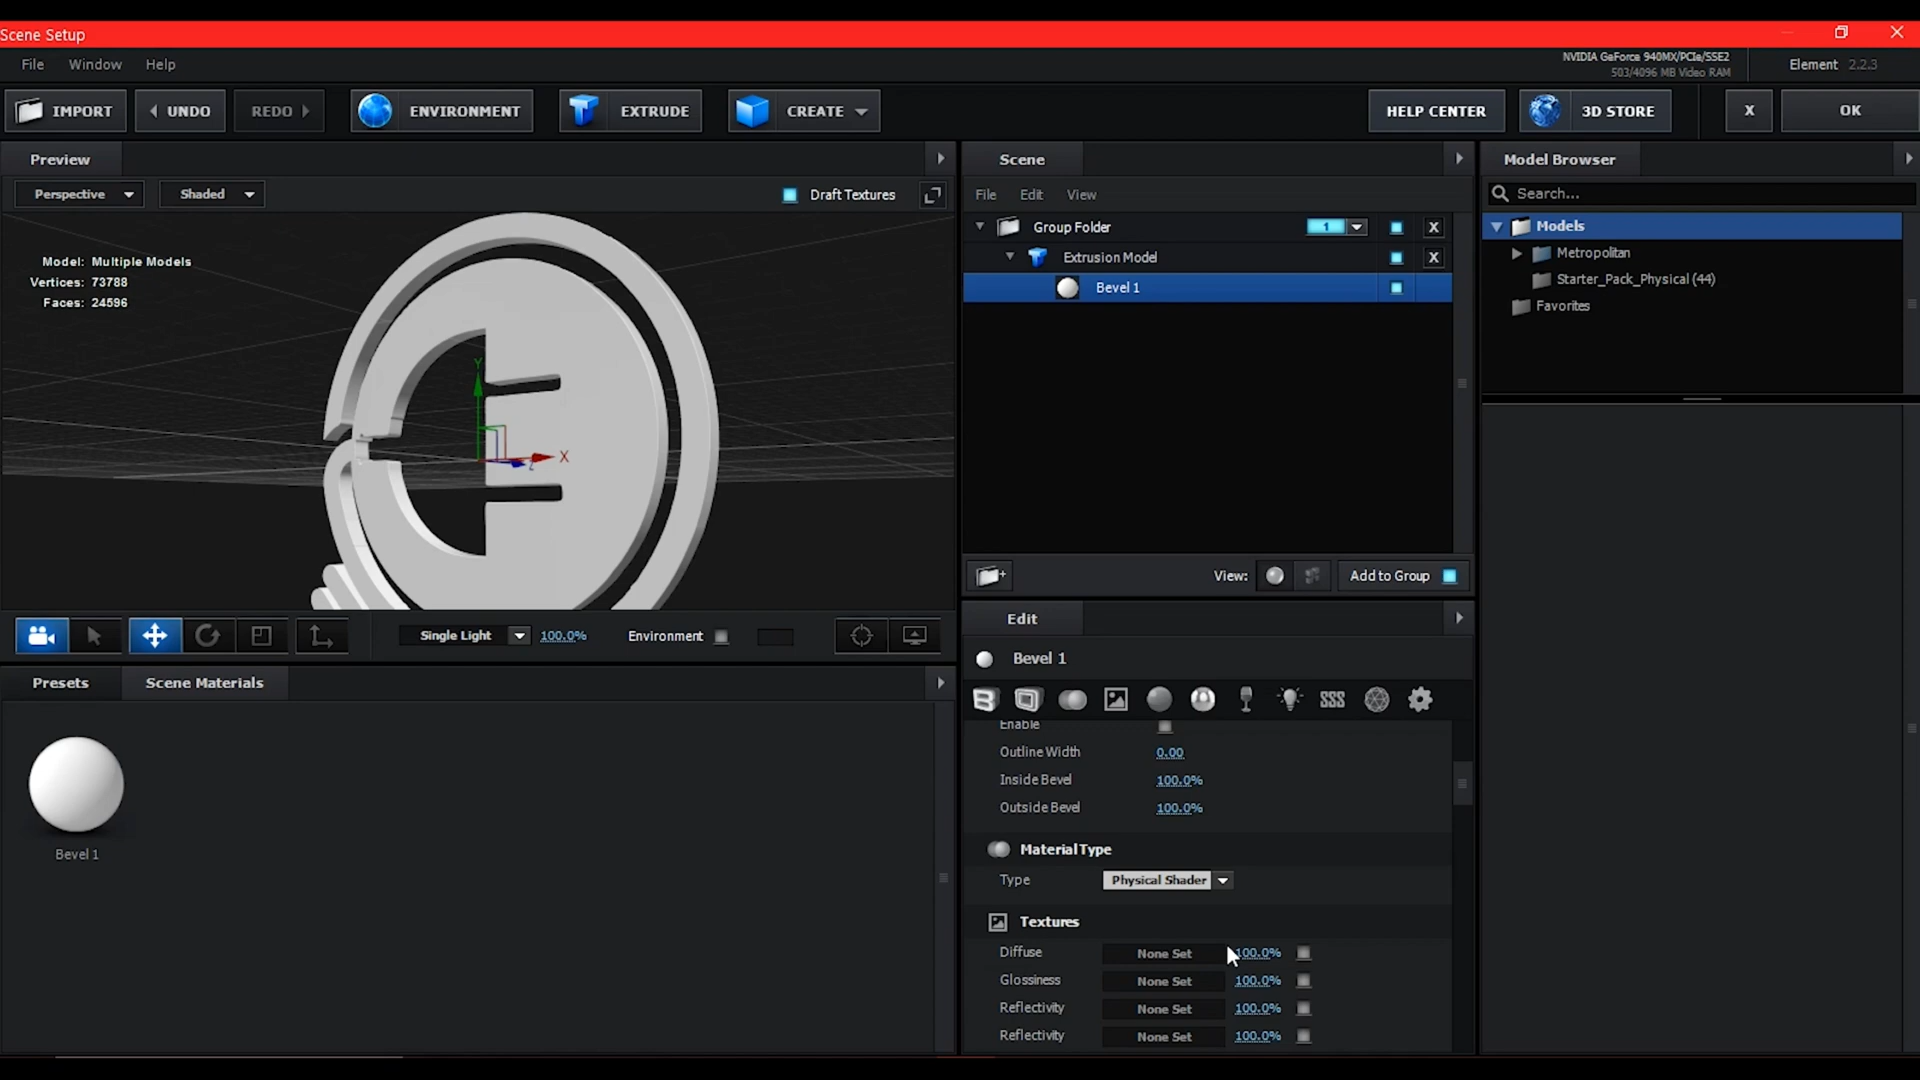 Scene Setup
File Window Help
NVIDIA GeForce 940MX/PCIe/SSE2
503/4096 MB Video RAM
Element 2.2.3
IMPORT UNDO REDO ENVIRONMENT EXTRUDE CREATE HELP CENTER 3D STORE X OK
Preview
Perspective Shaded Draft Textures
Model: Multiple Models
Vertices: 73788
Faces: 24596
Y
X
Z
Single Light 100.0% Environment
Presets Scene Materials
Bevel 1
Scene
File Edit View
Group Folder 1 X
Extrusion Model X
Bevel 1
View: Add to Group
Edit
Bevel 1
SSS
Enable
Outline Width 0.00
Inside Bevel 100.0%
Outside Bevel 100.0%
Material Type
Type Physical Shader
Textures
Diffuse None Set 100.0%
Glossiness None Set 100.0%
Reflectivity None Set 100.0%
Reflectivity None Set 100.0%
Model Browser
Search...
Models
Metropolitan
Starter_Pack_Physical (44)
Favorites